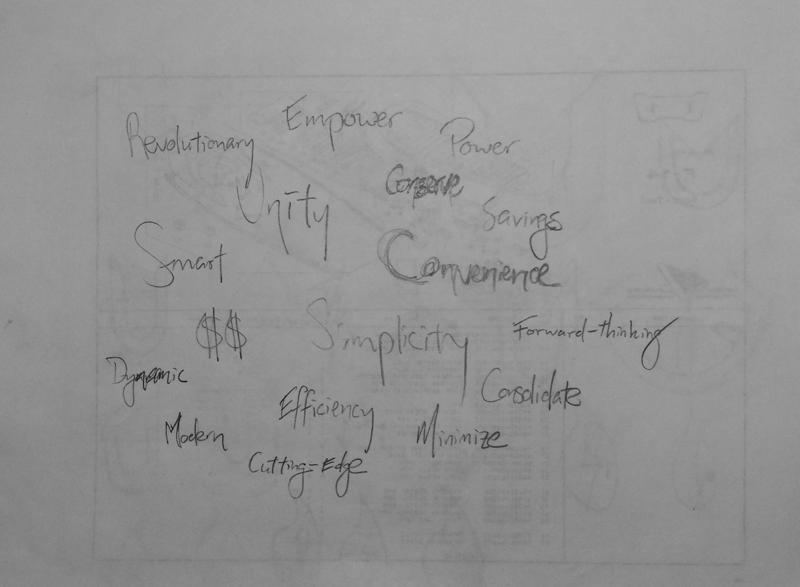 Empower
Revolutionary
Power
Conserve
Unity
Savings
Smart
Convenience
$$
Simplicity
Forward-thinking
Dynamic
Consolidate
Efficiency
Modern
Minimize
Cutting-Edge